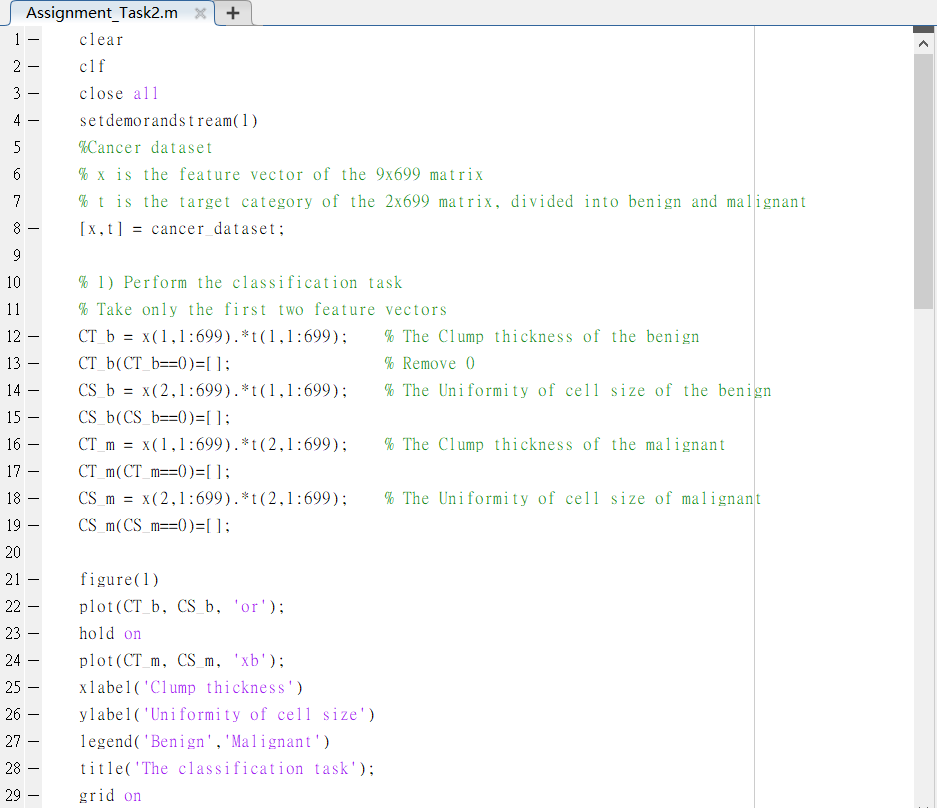 Assignment_Task2.m
1 clear
2 clf
3 close all
4 setdemorandstream(1)
5 %Cancer dataset
6 % x is the feature vector of the 9x699 matrix
7 % t is the target category of the 2x699 matrix, divided into benign and malignant
8 [x,t] = cancer_dataset;
9
10 % 1) Perform the classification task
11 % Take only the first two feature vectors
12 CT_b = x(1,1:699).*t(1,1:699); % The Clump thickness of the benign
13 CT_b(CT_b==0)=[]; % Remove 0
14 CS_b = x(2,1:699).*t(1,1:699); % The Uniformity of cell size of the benign
15 CS_b(CS_b==0)=[];
16 CT_m = x(1,1:699).*t(2,1:699); % The Clump thickness of the malignant
17 CT_m(CT_m==0)=[];
18 CS_m = x(2,1:699).*t(2,1:699); % The Uniformity of cell size of malignant
19 CS_m(CS_m==0)=[];
20
21 figure(1)
22 plot(CT_b, CS_b, 'or');
23 hold on
24 plot(CT_m, CS_m, 'xb');
25 xlabel('Clump thickness')
26 ylabel('Uniformity of cell size')
27 legend('Benign','Malignant')
28 title('The classification task');
29 grid on